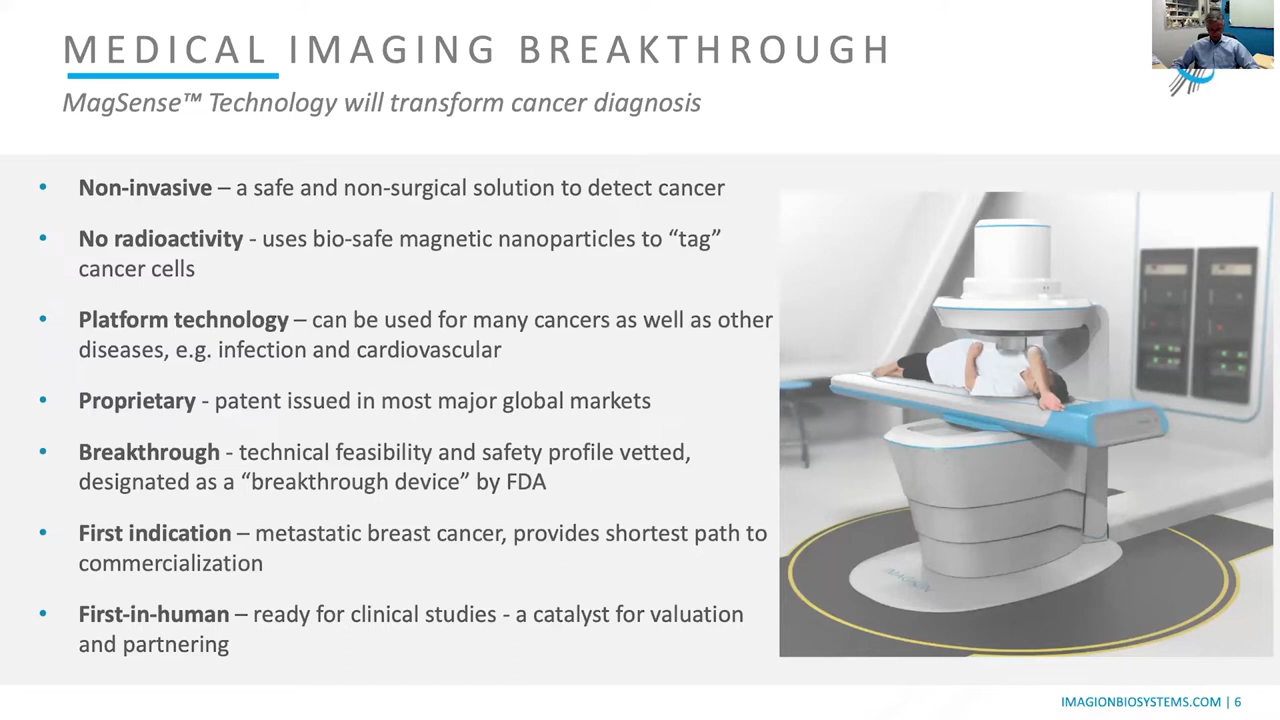 MEDICAL IMAGING BREAKTHROUGH
MagSense™ Technology will transform cancer diagnosis
• Non-invasive – a safe and non-surgical solution to detect cancer
• No radioactivity - uses bio-safe magnetic nanoparticles to “tag”
cancer cells
• Platform technology – can be used for many cancers as well as other
diseases, e.g. infection and cardiovascular
• Proprietary - patent issued in most major global markets
• Breakthrough - technical feasibility and safety profile vetted,
designated as a “breakthrough device” by FDA
• First indication – metastatic breast cancer, provides shortest path to
commercialization
• First-in-human – ready for clinical studies - a catalyst for valuation
and partnering
IMAGION
IMAGIONBIOSYSTEMS.COM | 6